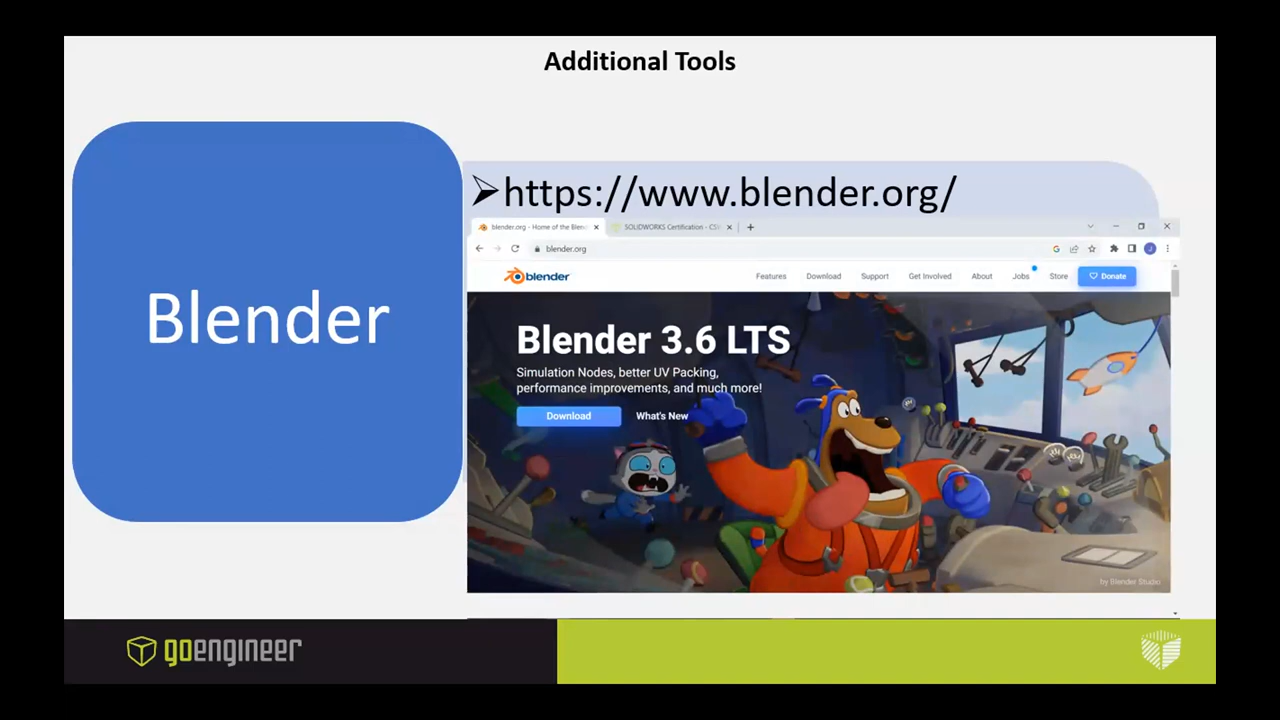 Additional Tools
Blender
➢https://www.blender.org/
blender.org - Home of the Blen
SOLIDWORKS Certification - CS
blender.org
blender
Features Download Support Get Involved About Jobs Store Donate
Blender 3.6 LTS
Simulation Nodes, better UV Packing,
performance improvements, and much more!
Download What's New
by Blender Studio
goengineer